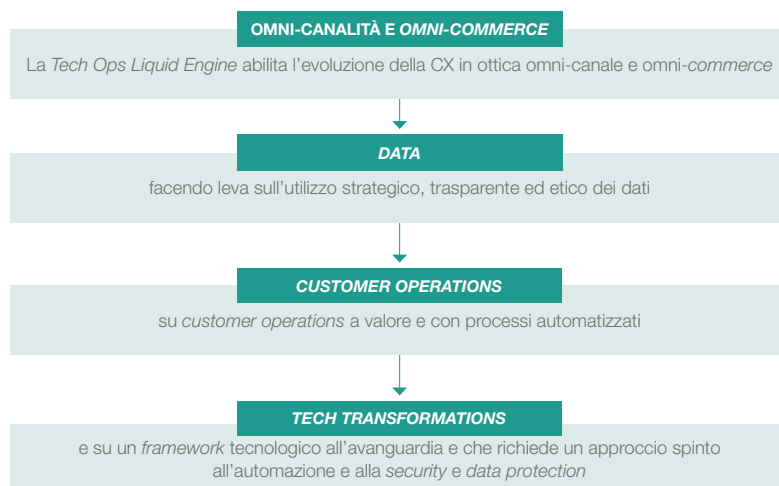 OMNI-CANALITÀ E OMNI-COMMERCE
La Tech Ops Liquid Engine abilita l'evoluzione della CX in ottica omni-canale e omni-commerce
DATA
facendo leva sull'utilizzo strategico, trasparente ed etico dei dati
CUSTOMER OPERATIONS
su customer operations a valore e con processi automatizzati
TECH TRANSFORMATIONS
e su un framework tecnologico all'avanguardia e che richiede un approccio spinto
all'automazione e alla security e data protection